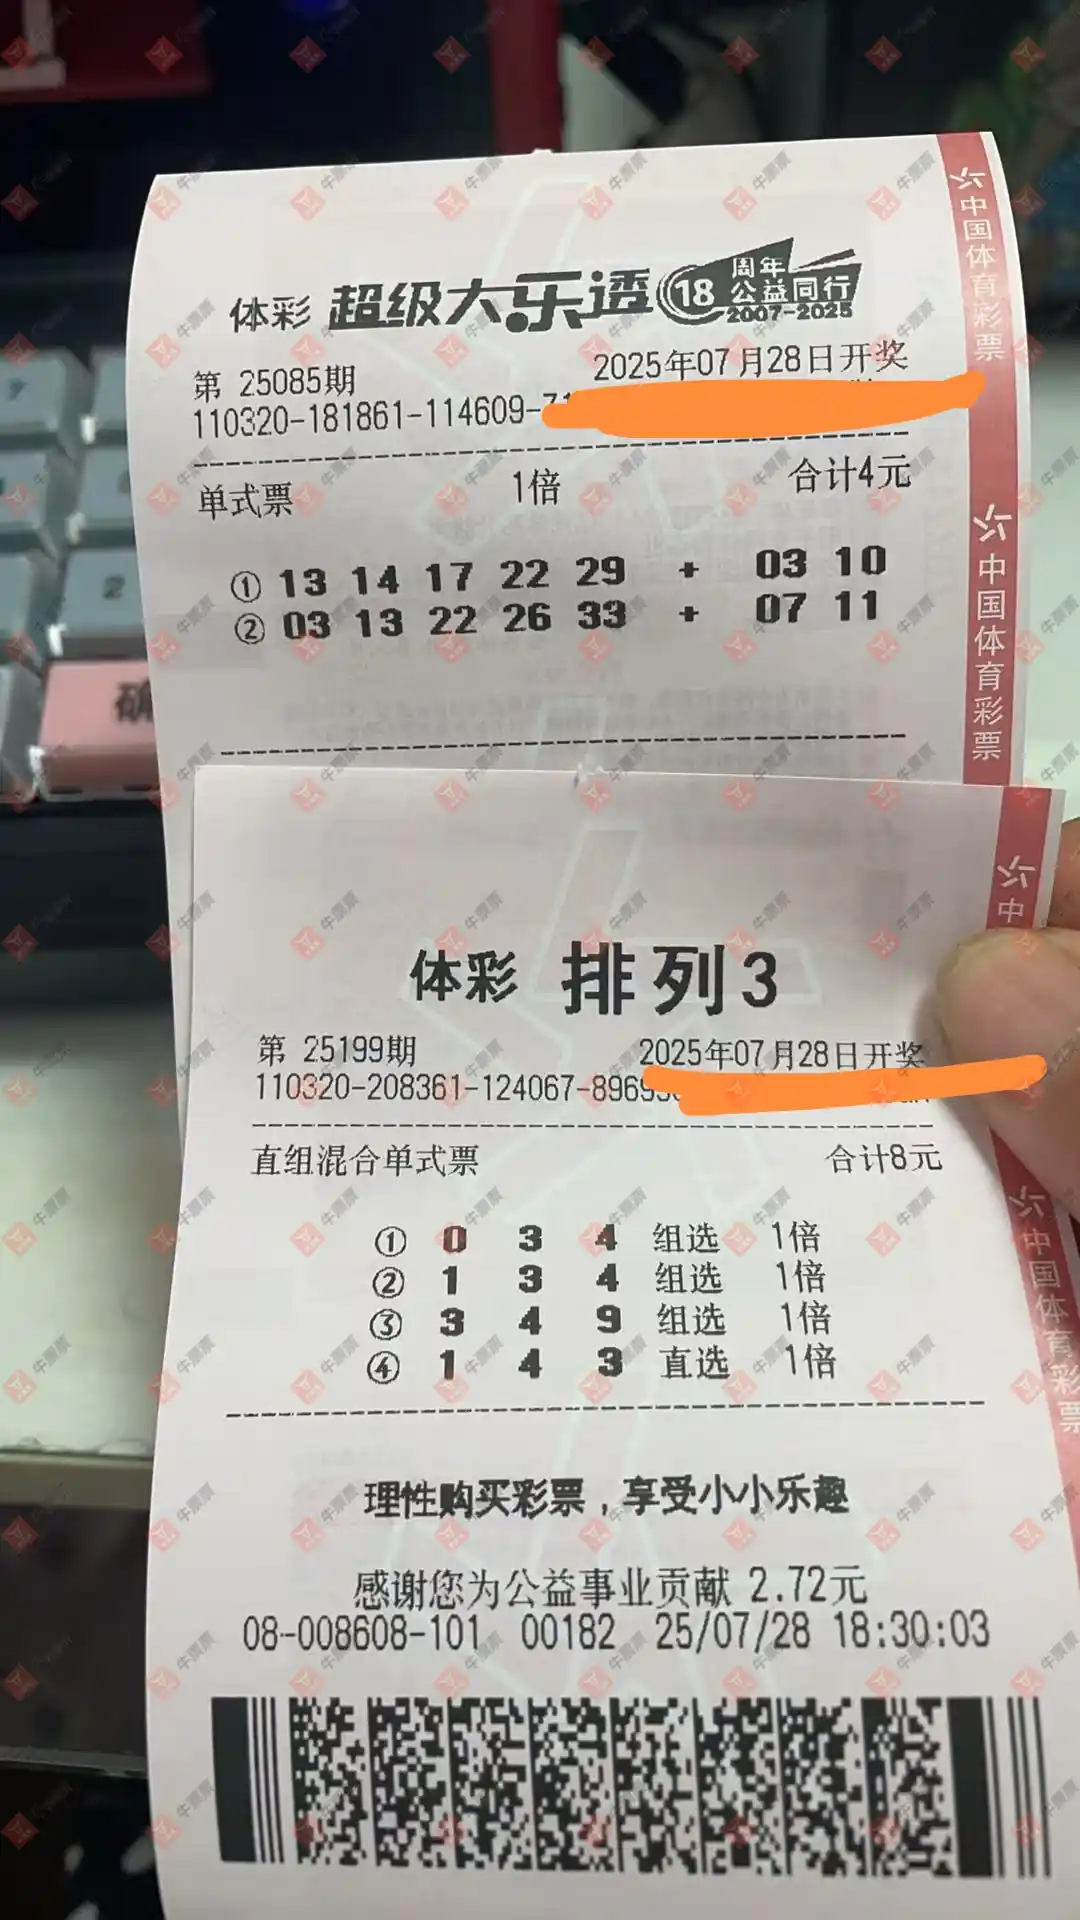 体彩 超级大乐透 18 周年 公益同行 2007-2025
第 25085期 2025年07月28日开奖
110320-181861-114609-71
单式票 1倍 合计4元
① 13 14 17 22 29 + 03 10
② 03 13 22 26 33 + 07 11
中国体育彩票
中国体育彩票
体彩 排列3
第 25199期 2025年07月28日开奖
110320-208361-124067-8969
直组混合单式票 合计8元
① 0 3 4 组选 1倍
② 1 3 4 组选 1倍
③ 3 4 9 组选 1倍
④ 1 4 3 直选 1倍
理性购买彩票，享受小小乐趣
感谢您为公益事业贡献 2.72元
08-008608-101 00182 25/07/28 18:30:03
中
中国体育彩票
牛票票
2